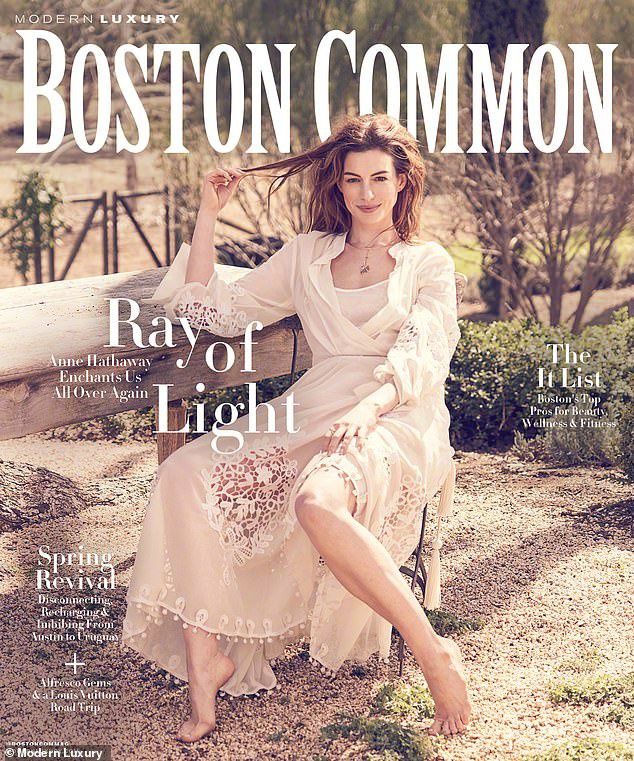 MODERN LUXURY
BOSTON COMMON
Ray of
Light
Anne Hathaway
Enchants Us
All Over Again
The
It List
Boston's Top
Pros for Beauty,
Wellness & Fitness
Spring
Revival
Disconnecting,
Recharging &
Imbibing From
Austin to Uruguay
+
Alfresco Gems
& a Louis Vuitton
Road Trip
© Modern Luxury